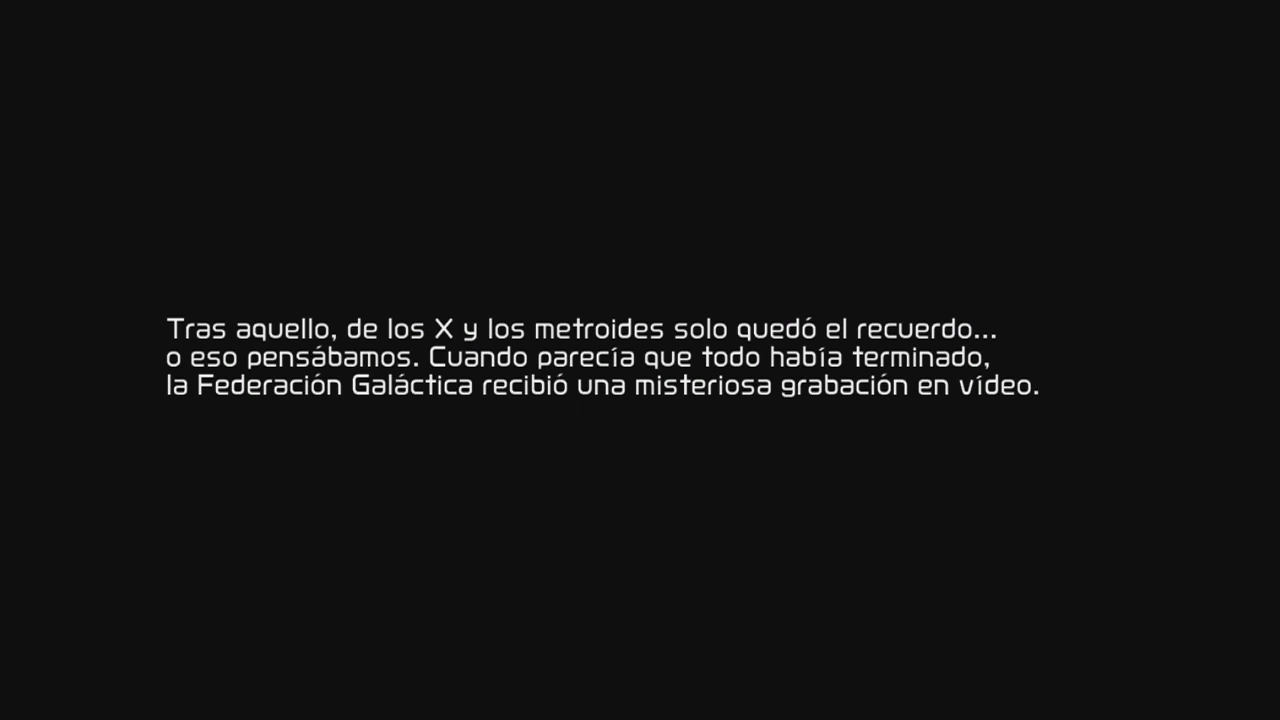 Tras aquello, de los X y los metroides solo quedó el recuerdo...
o eso pensábamos. Cuando parecía que todo había terminado,
la Federación Galáctica recibió una misteriosa grabación en vídeo.